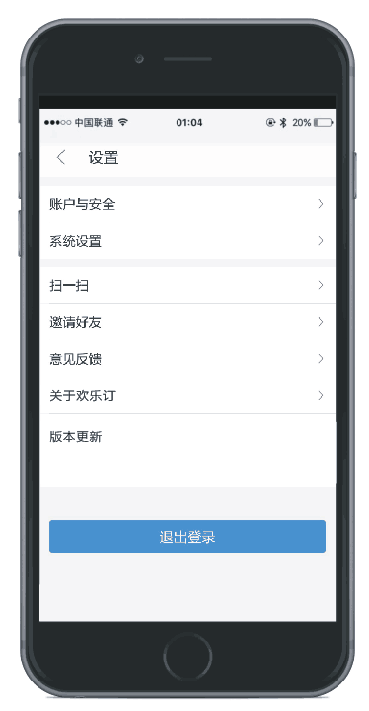 中国联通 01:04 20%
设置
账户与安全
系统设置
扫一扫
邀请好友
意见反馈
关于欢乐订
版本更新
退出登录